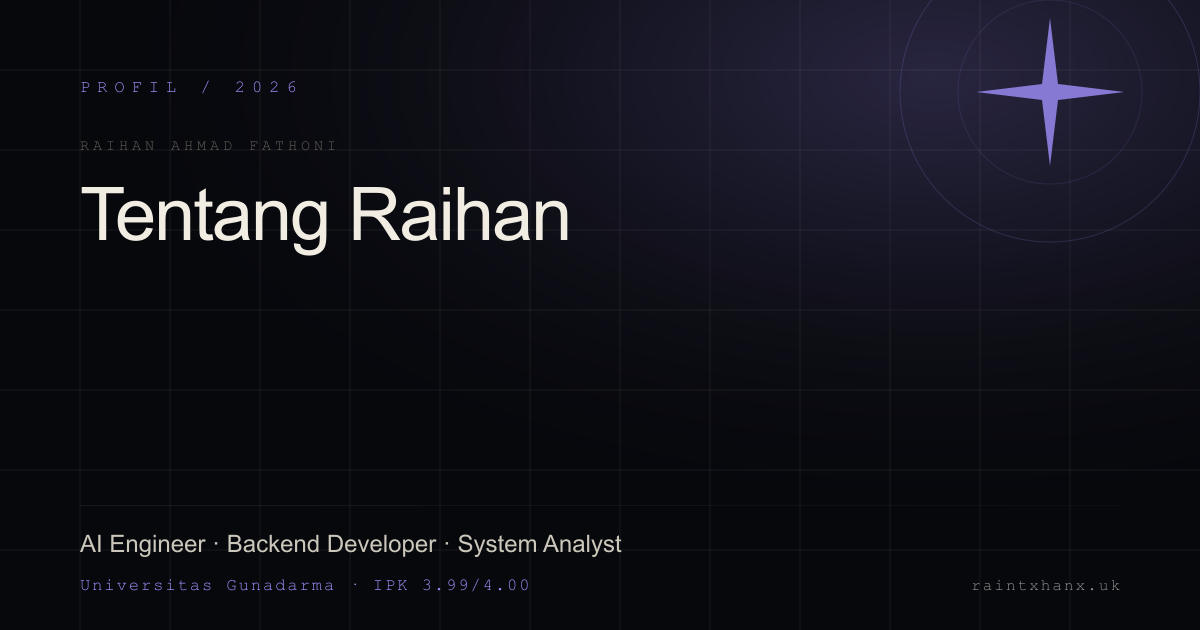 PROFIL / 2026
RAIHAN AHMAD FATHONI
Tentang Raihan
AI Engineer · Backend Developer · System Analyst
Universitas Gunadarma · IPK 3.99/4.00
raintxhanx.uk